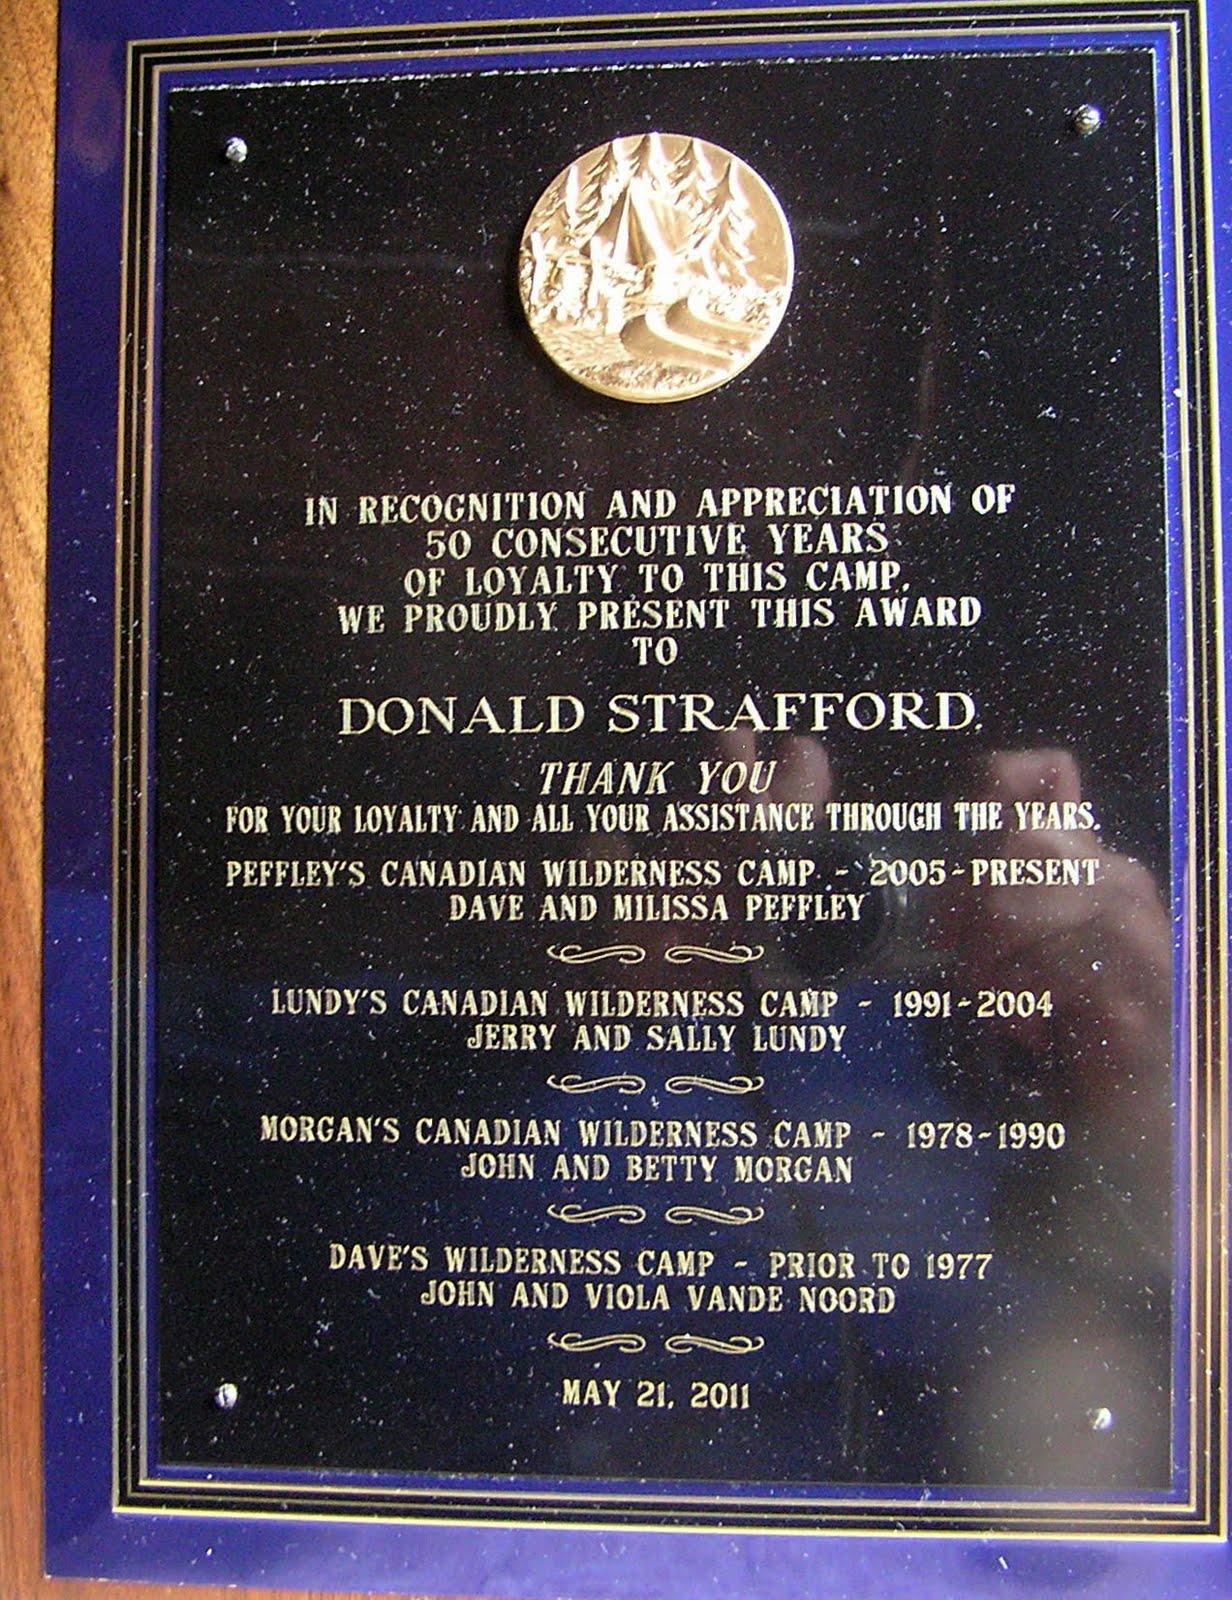 IN RECOGNITION AND APPRECIATION OF
50 CONSECUTIVE YEARS
OF LOYALTY TO THIS CAMP,
WE PROUDLY PRESENT THIS AWARD
TO
DONALD STRAFFORD.
THANK YOU
FOR YOUR LOYALTY AND ALL YOUR ASSISTANCE THROUGH THE YEARS.
PEFFLEY'S CANADIAN WILDERNESS CAMP - 2005-PRESENT
DAVE AND MILISSA PEFFLEY
LUNDY'S CANADIAN WILDERNESS CAMP - 1991-2004
JERRY AND SALLY LUNDY
MORGAN'S CANADIAN WILDERNESS CAMP - 1978-1990
JOHN AND BETTY MORGAN
DAVE'S WILDERNESS CAMP - PRIOR TO 1977
JOHN AND VIOLA VANDE NOORD
MAY 21, 2011